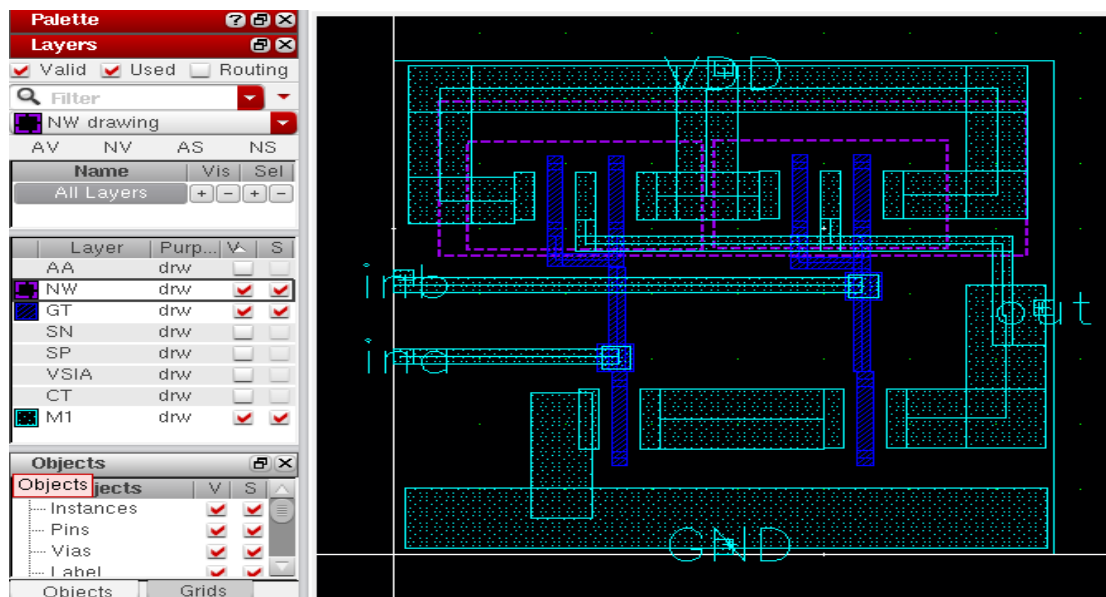 Palette
Layers
Valid Used Routing
Filter
NW drawing
AV NV AS NS
Name Vis Sel
All Layers + - + -
Layer Purp... V S
AA drw
NW drw
GT drw
SN drw
SP drw
VSIA drw
CT drw
M1 drw
Objects
Objects jects V S
Instances
Pins
Vias
Label
Objects Grids
VDD
inb
out
ina
GND